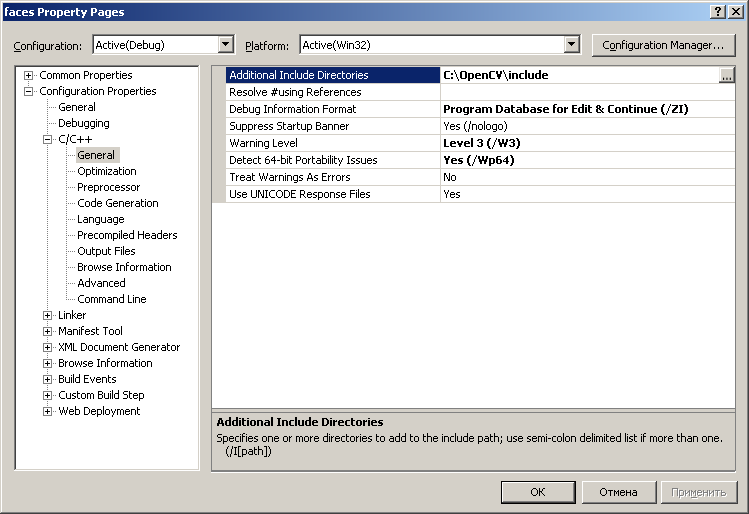 faces Property Pages
Configuration: Active(Debug) Platform: Active(Win32) Configuration Manager...
Common Properties
Configuration Properties
General
Debugging
C/C++
General
Optimization
Preprocessor
Code Generation
Language
Precompiled Headers
Output Files
Browse Information
Advanced
Command Line
Linker
Manifest Tool
XML Document Generator
Browse Information
Build Events
Custom Build Step
Web Deployment
Additional Include Directories C:\OpenCV\include ...
Resolve #using References
Debug Information Format Program Database for Edit & Continue (/ZI)
Suppress Startup Banner Yes (/nologo)
Warning Level Level 3 (/W3)
Detect 64-bit Portability Issues Yes (/Wp64)
Treat Warnings As Errors No
Use UNICODE Response Files Yes
Additional Include Directories
Specifies one or more directories to add to the include path; use semi-colon delimited list if more than one.
(/I[path])
OK Отмена Применить